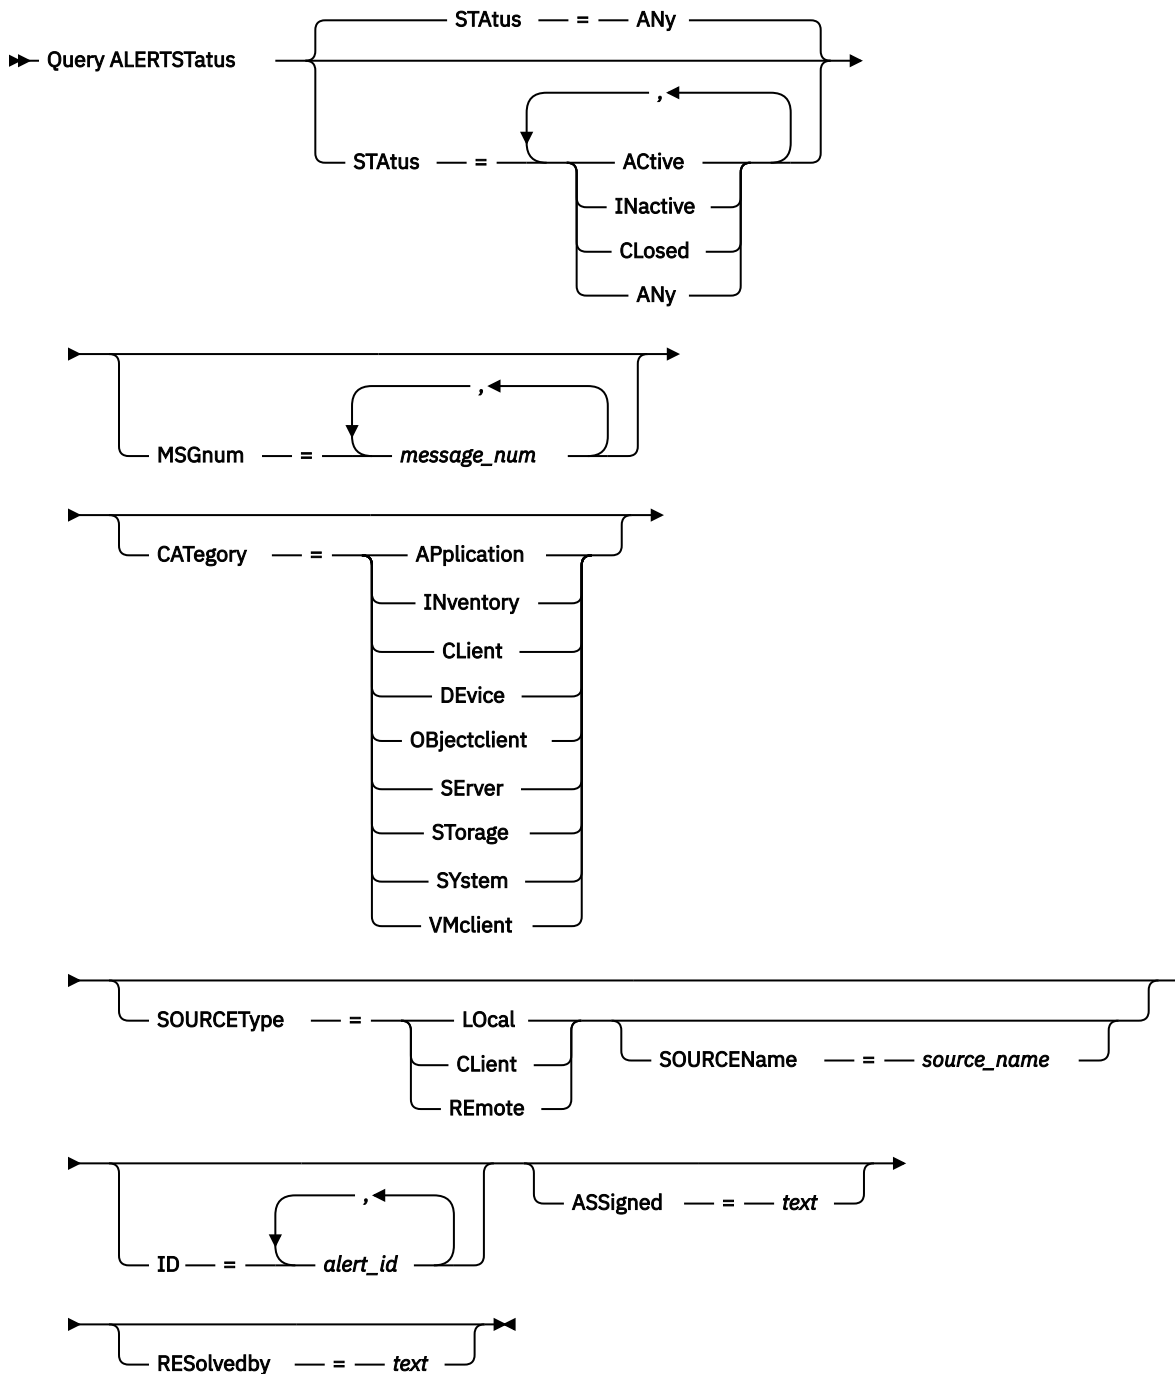 STAtus = ANy
Query ALERTSTatus
,
STAtus = ACtive
INactive
CLosed
ANy
,
MSGnum = message_num
CATegory = APplication
INventory
CLient
DEvice
OBjectclient
SErver
STorage
SYstem
VMclient
SOURCEType = LOcal
CLient
REmote
SOURCEName = source_name
,
ID = alert_id
ASSigned = text
RESolvedby = text